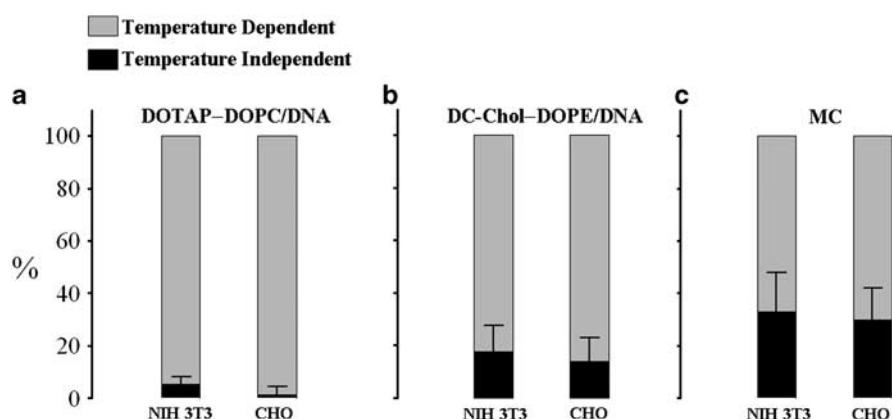 Temperature Dependent
Temperature Independent
a
b
c
DOTAP–DOPC/DNA
DC-Chol–DOPE/DNA
MC
100
80
60
%
40
20
0
NIH 3T3
CHO
NIH 3T3
CHO
NIH 3T3
CHO